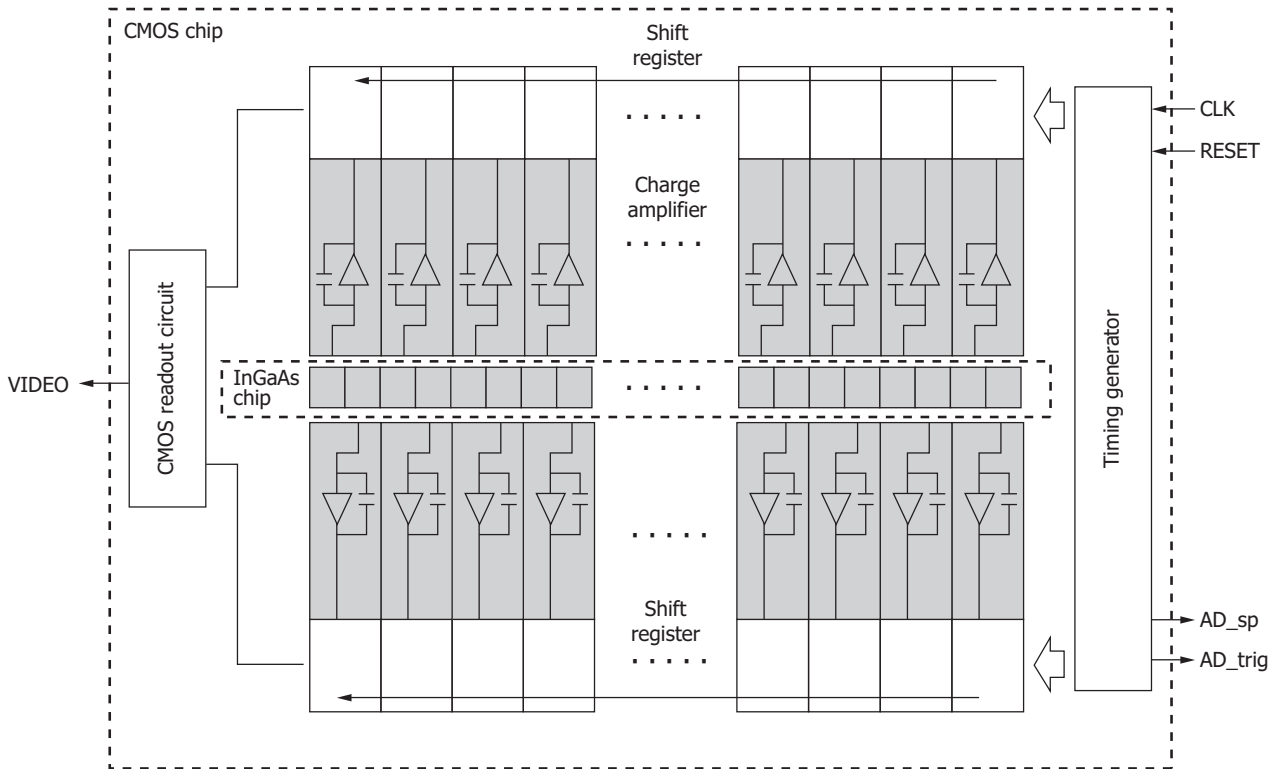 CMOS chip
Shift
register
CLK
RESET
Charge
amplifier
CMOS readout circuit
VIDEO
InGaAs
chip
Timing generator
Shift
register
AD_sp
AD_trig